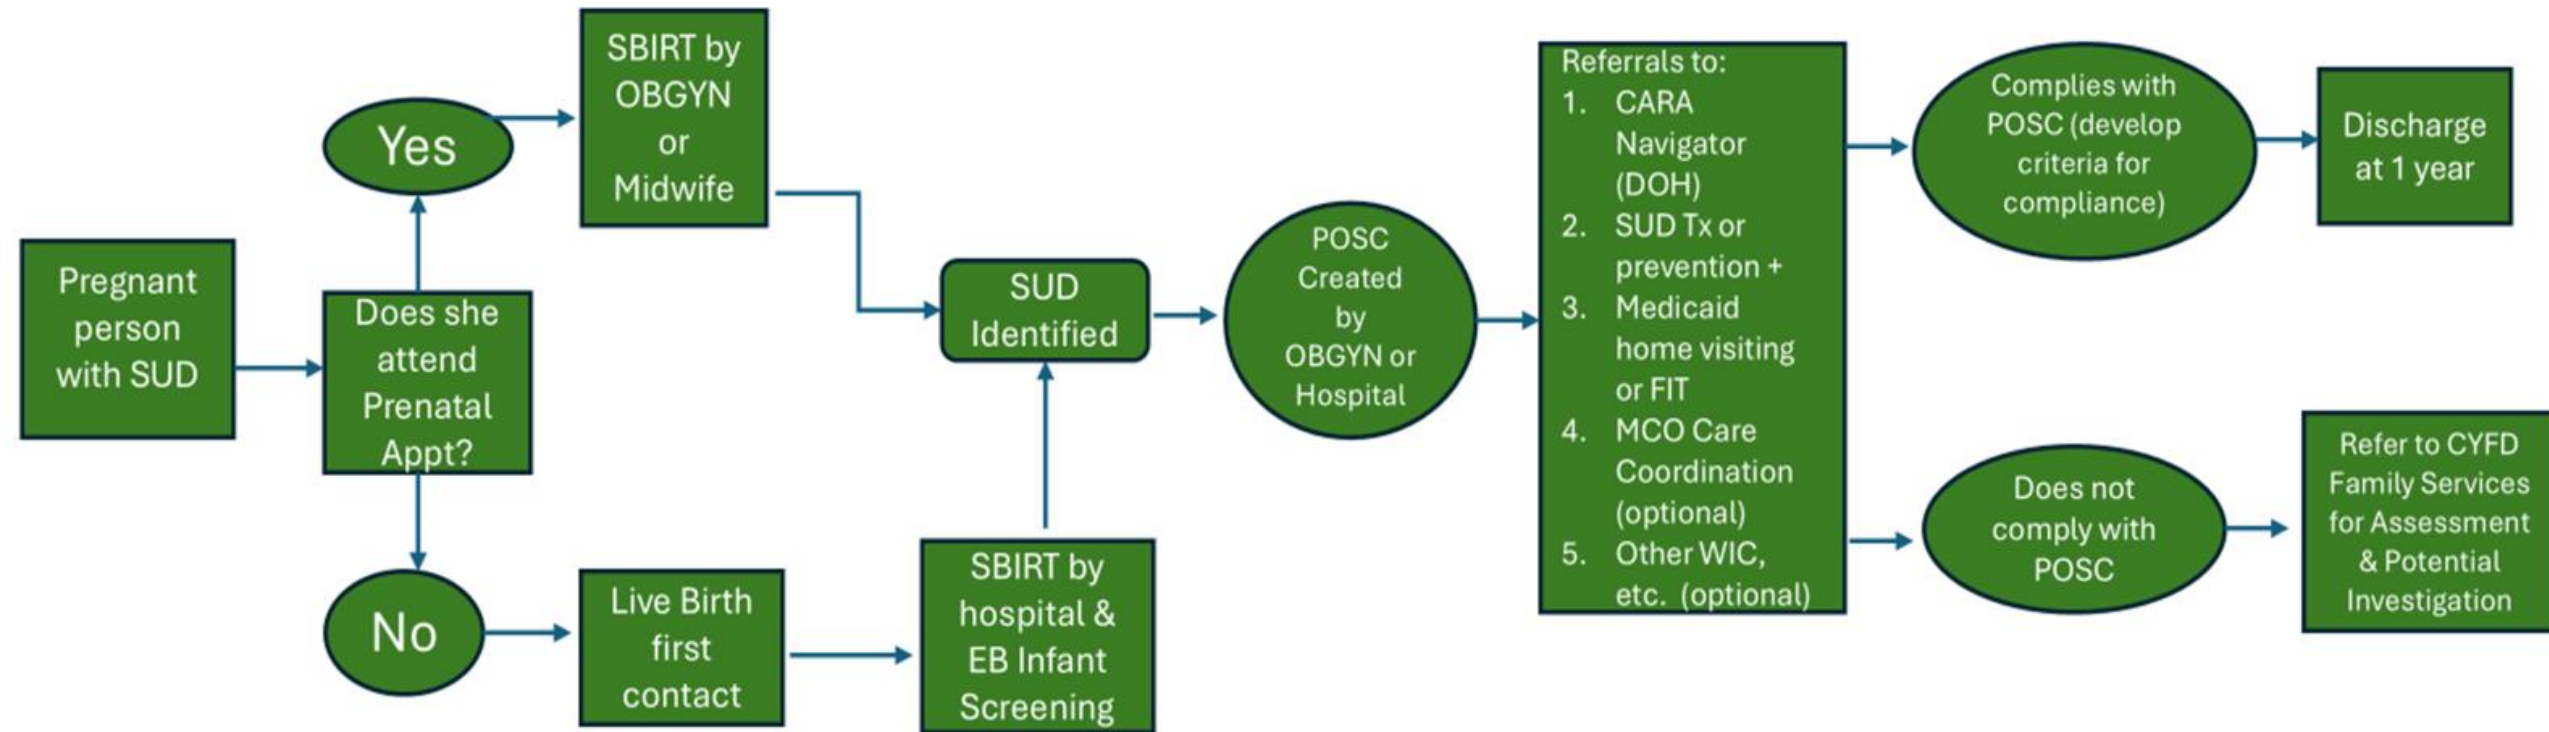 Pregnant
person
with SUD
Does she
attend
Prenatal
Appt?
Yes
SBIRT by
OBGYN
or
Midwife
No
Live Birth
first
contact
SBIRT by
hospital &
EB Infant
Screening
SUD
Identified
POSC
Created
by
OBGYN or
Hospital
Referrals to:
1. CARA
Navigator
(DOH)
2. SUD Tx or
prevention +
3. Medicaid
home visiting
or FIT
4. MCO Care
Coordination
(optional)
5. Other WIC,
etc. (optional)
Complies with
POSC (develop
criteria for
compliance)
Discharge
at 1 year
Does not
comply with
POSC
Refer to CYFD
Family Services
for Assessment
& Potential
Investigation